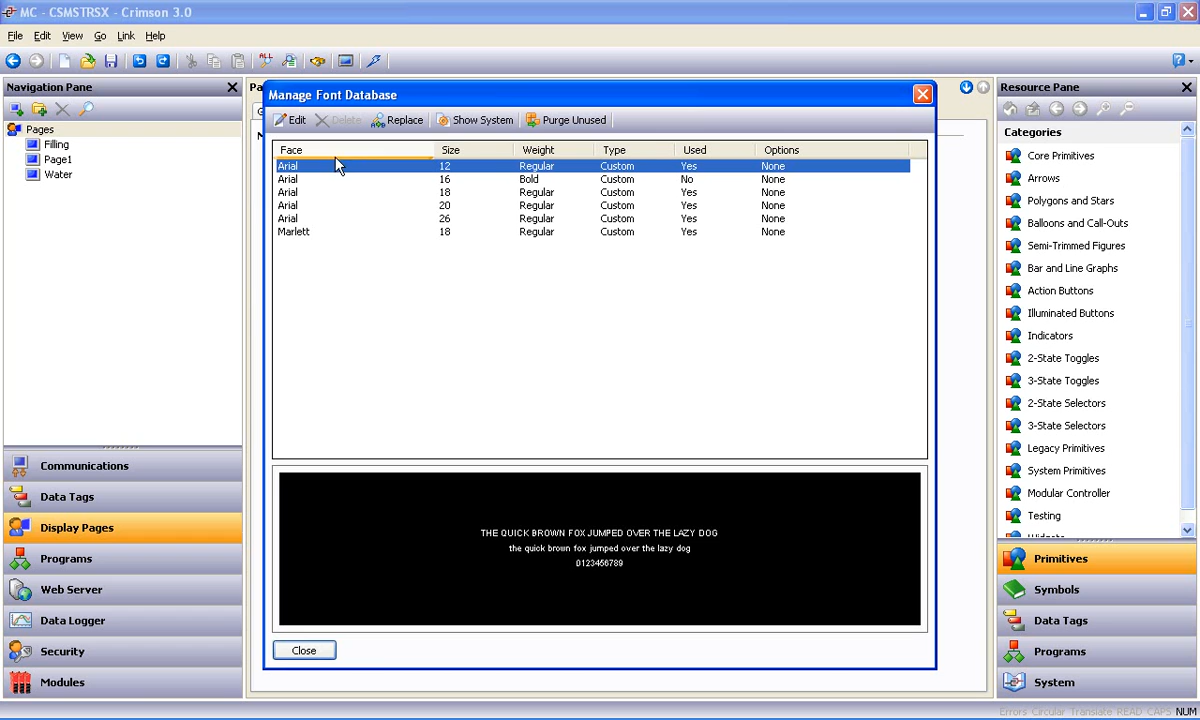 MC - CSMSTRSX - Crimson 3.0
File Edit View Go Link Help
Navigation Pane
Pages
Filling
Page1
Water
Communications
Data Tags
Display Pages
Programs
Web Server
Data Logger
Security
Modules
Manage Font Database
Edit Delete Replace Show System Purge Unused
Face Size Weight Type Used Options
Arial 12 Regular Custom Yes None
Arial 16 Bold Custom No None
Arial 18 Regular Custom Yes None
Arial 20 Regular Custom Yes None
Arial 26 Regular Custom Yes None
Marlett 18 Regular Custom Yes None
THE QUICK BROWN FOX JUMPED OVER THE LAZY DOG
the quick brown fox jumped over the lazy dog
0123456789
Close
Resource Pane
Categories
Core Primitives
Arrows
Polygons and Stars
Balloons and Call-Outs
Semi-Trimmed Figures
Bar and Line Graphs
Action Buttons
Illuminated Buttons
Indicators
2-State Toggles
3-State Toggles
2-State Selectors
3-State Selectors
Legacy Primitives
System Primitives
Modular Controller
Testing
Primitives
Symbols
Data Tags
Programs
System
Errors Circular Translate READ CAPS NUM